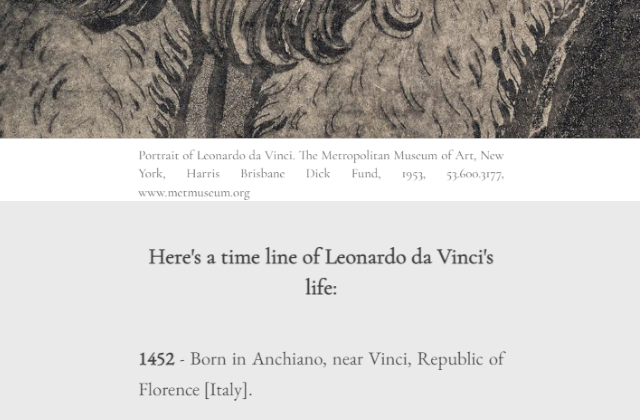 Portrait of Leonardo da Vinci. The Metropolitan Museum of Art, New
York, Harris Brisbane Dick Fund, 1953, 53.600.3177,
www.metmuseum.org
Here's a time line of Leonardo da Vinci's
life:
1452 - Born in Anchiano, near Vinci, Republic of
Florence [Italy].